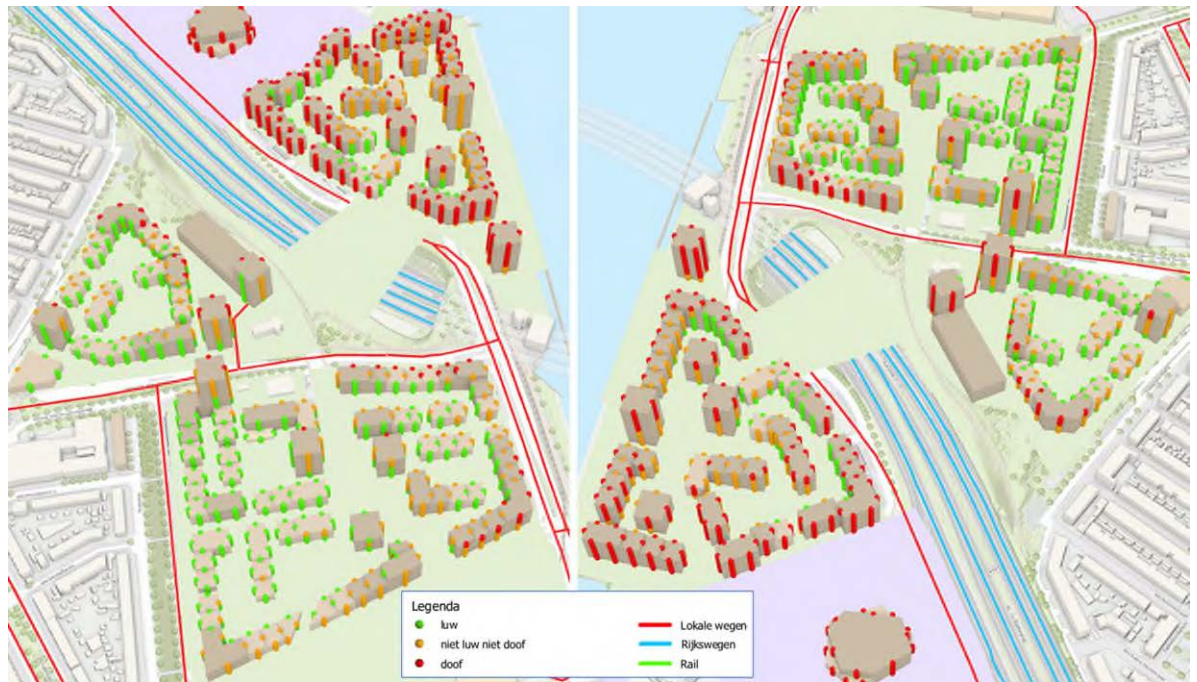 Legenda
luw
niet luw niet doof
doof
Lokale wegen
Rijkswegen
Rail